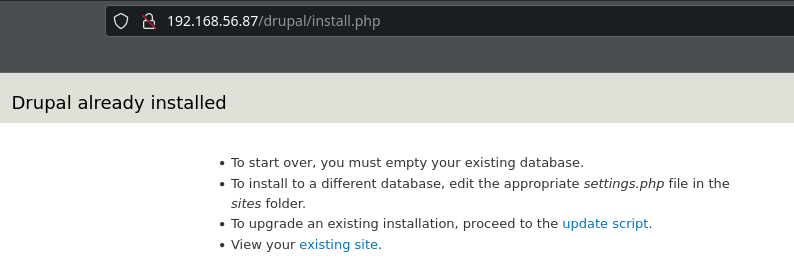 192.168.56.87/drupal/install.php
Drupal already installed
• To start over, you must empty your existing database.
• To install to a different database, edit the appropriate settings.php file in the
sites folder.
• To upgrade an existing installation, proceed to the update script.
• View your existing site.